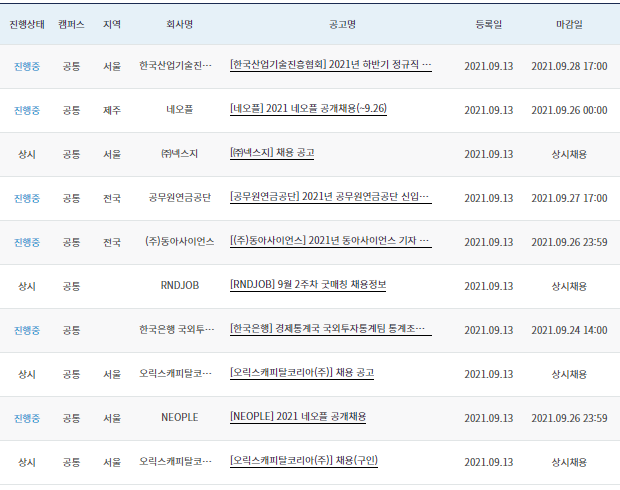 진행상태 캠퍼스 지역 회사명 공고명 등록일 마감일
진행중 공통 서울 한국산업기술진… [한국산업기술진흥협회] 2021년 하반기 정규직 … 2021.09.13 2021.09.28 17:00
진행중 공통 제주 네오플 [네오플] 2021 네오플 공개채용(~9.26) 2021.09.13 2021.09.26 00:00
상시 공통 서울 ㈜넥스지 [㈜넥스지] 채용 공고 2021.09.13 상시채용
진행중 공통 전국 공무원연금공단 [공무원연금공단] 2021년 공무원연금공단 신입… 2021.09.13 2021.09.27 17:00
진행중 공통 전국 (주)동아사이언스 [(주)동아사이언스] 2021년 동아사이언스 기자 … 2021.09.13 2021.09.26 23:59
상시 공통 RNDJOB [RNDJOB] 9월 2주차 굿매칭 채용정보 2021.09.13 상시채용
진행중 공통 한국은행 국외투… [한국은행] 경제통계국 국외투자통계팀 통계조… 2021.09.13 2021.09.24 14:00
상시 공통 서울 오릭스캐피탈코… [오릭스캐피탈코리아(주)] 채용 공고 2021.09.13 상시채용
진행중 공통 서울 NEOPLE [NEOPLE] 2021 네오플 공개채용 2021.09.13 2021.09.26 23:59
상시 공통 서울 오릭스캐피탈코… [오릭스캐피탈코리아(주)] 채용(구인) 2021.09.13 상시채용